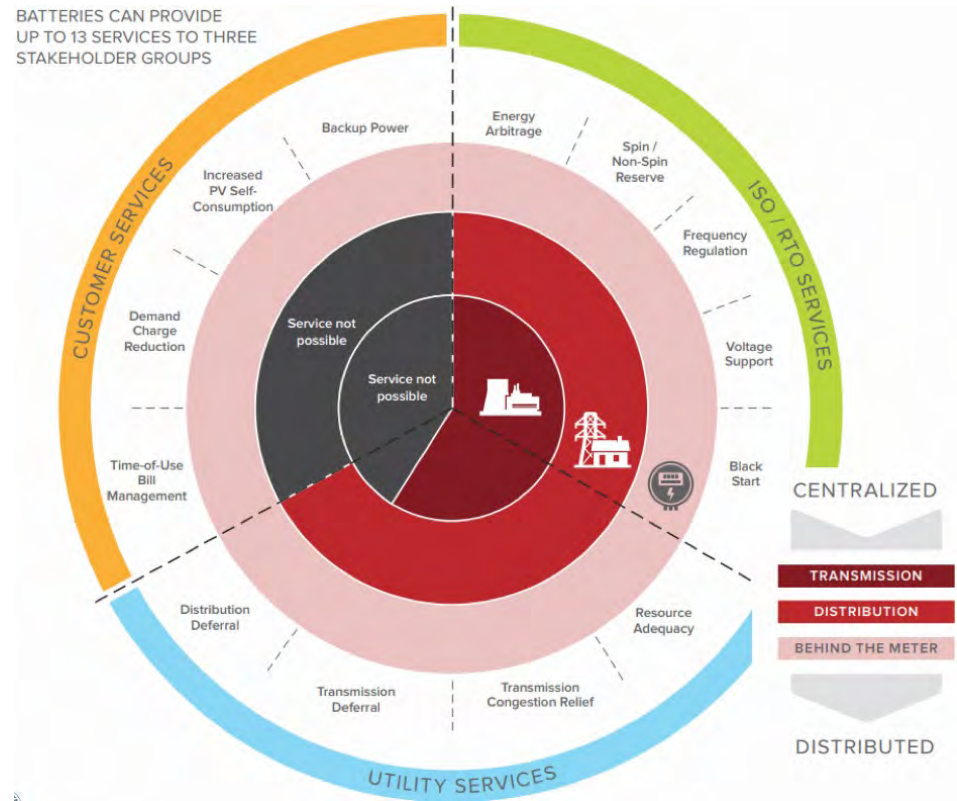 BATTERIES CAN PROVIDE
UP TO 13 SERVICES TO THREE
STAKEHOLDER GROUPS
CUSTOMER SERVICES
ISO / RTO SERVICES
UTILITY SERVICES
Backup Power
Increased
PV Self-
Consumption
Demand
Charge
Reduction
Time-of-Use
Bill
Management
Energy
Arbitrage
Spin /
Non-Spin
Reserve
Frequency
Regulation
Voltage
Support
Black
Start
Resource
Adequacy
Transmission
Congestion Relief
Transmission
Deferral
Distribution
Deferral
Service not
possible
Service not
possible
CENTRALIZED
TRANSMISSION
DISTRIBUTION
BEHIND THE METER
DISTRIBUTED